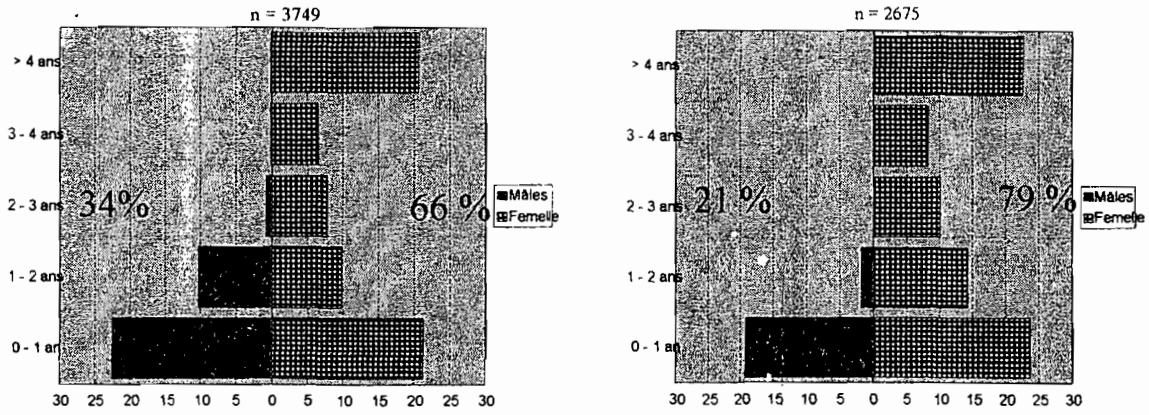 n = 3749
> 4 ans
3 - 4 ans
2 - 3 ans
1 - 2 ans
0 - 1 an
34%
66 %
Mâles
Femelle
30 25 20 15 10 5 0 5 10 15 20 25 30
n = 2675
> 4 ans
3 - 4 ans
2 - 3 ans
1 - 2 ans
0 - 1 an
21 %
79 %
Mâles
Femelle
30 25 20 15 10 5 0 5 10 15 20 25 30